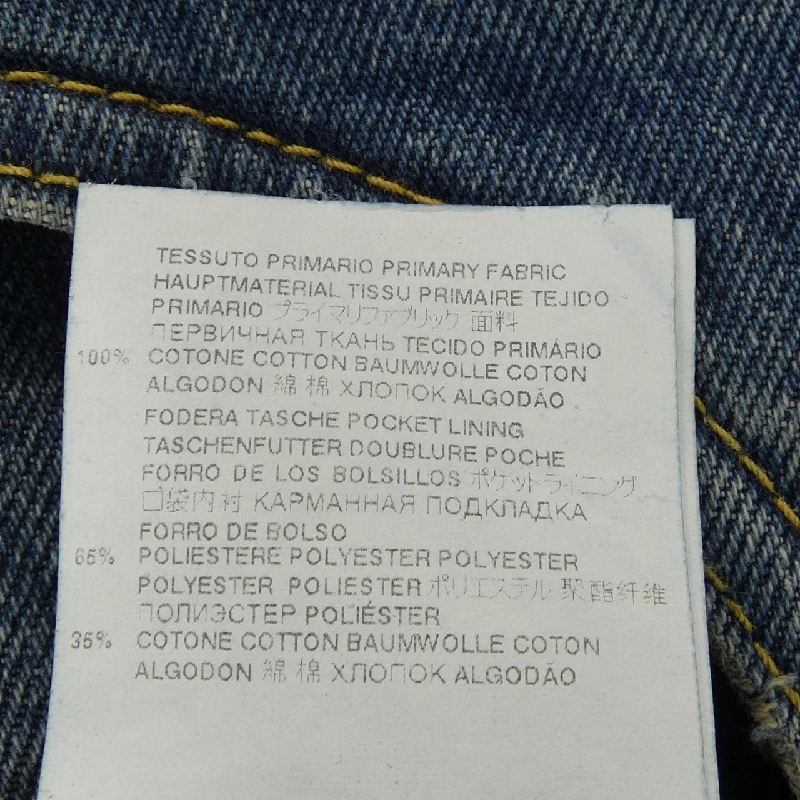 TESSUTO PRIMARIO PRIMARY FABRIC
HAUPTMATERIAL TISSU PRIMAIRE TEJIDO
PRIMARIO プライマリファブリック 面料
ПЕРВИЧНАЯ ТКАНЬ TECIDO PRIMÁRIO
100% COTONE COTTON BAUMWOLLE COTON
ALGODON 綿 棉 ХЛОПОК ALGODÃO
FODERA TASCHE POCKET LINING
TASCHENFUTTER DOUBLURE POCHE
FORRO DE LOS BOLSILLOS ポケットライニング
口袋内衬 КАРМАННАЯ ПОДКЛАДКА
FORRO DE BOLSO
65% POLIESTERE POLYESTER POLYESTER
POLYESTER POLIESTER ポリエステル 聚酯纤维
ПОЛИЭСТЕР POLIÉSTER
35% COTONE COTTON BAUMWOLLE COTON
ALGODON 綿 棉 ХЛОПОК ALGODÃO